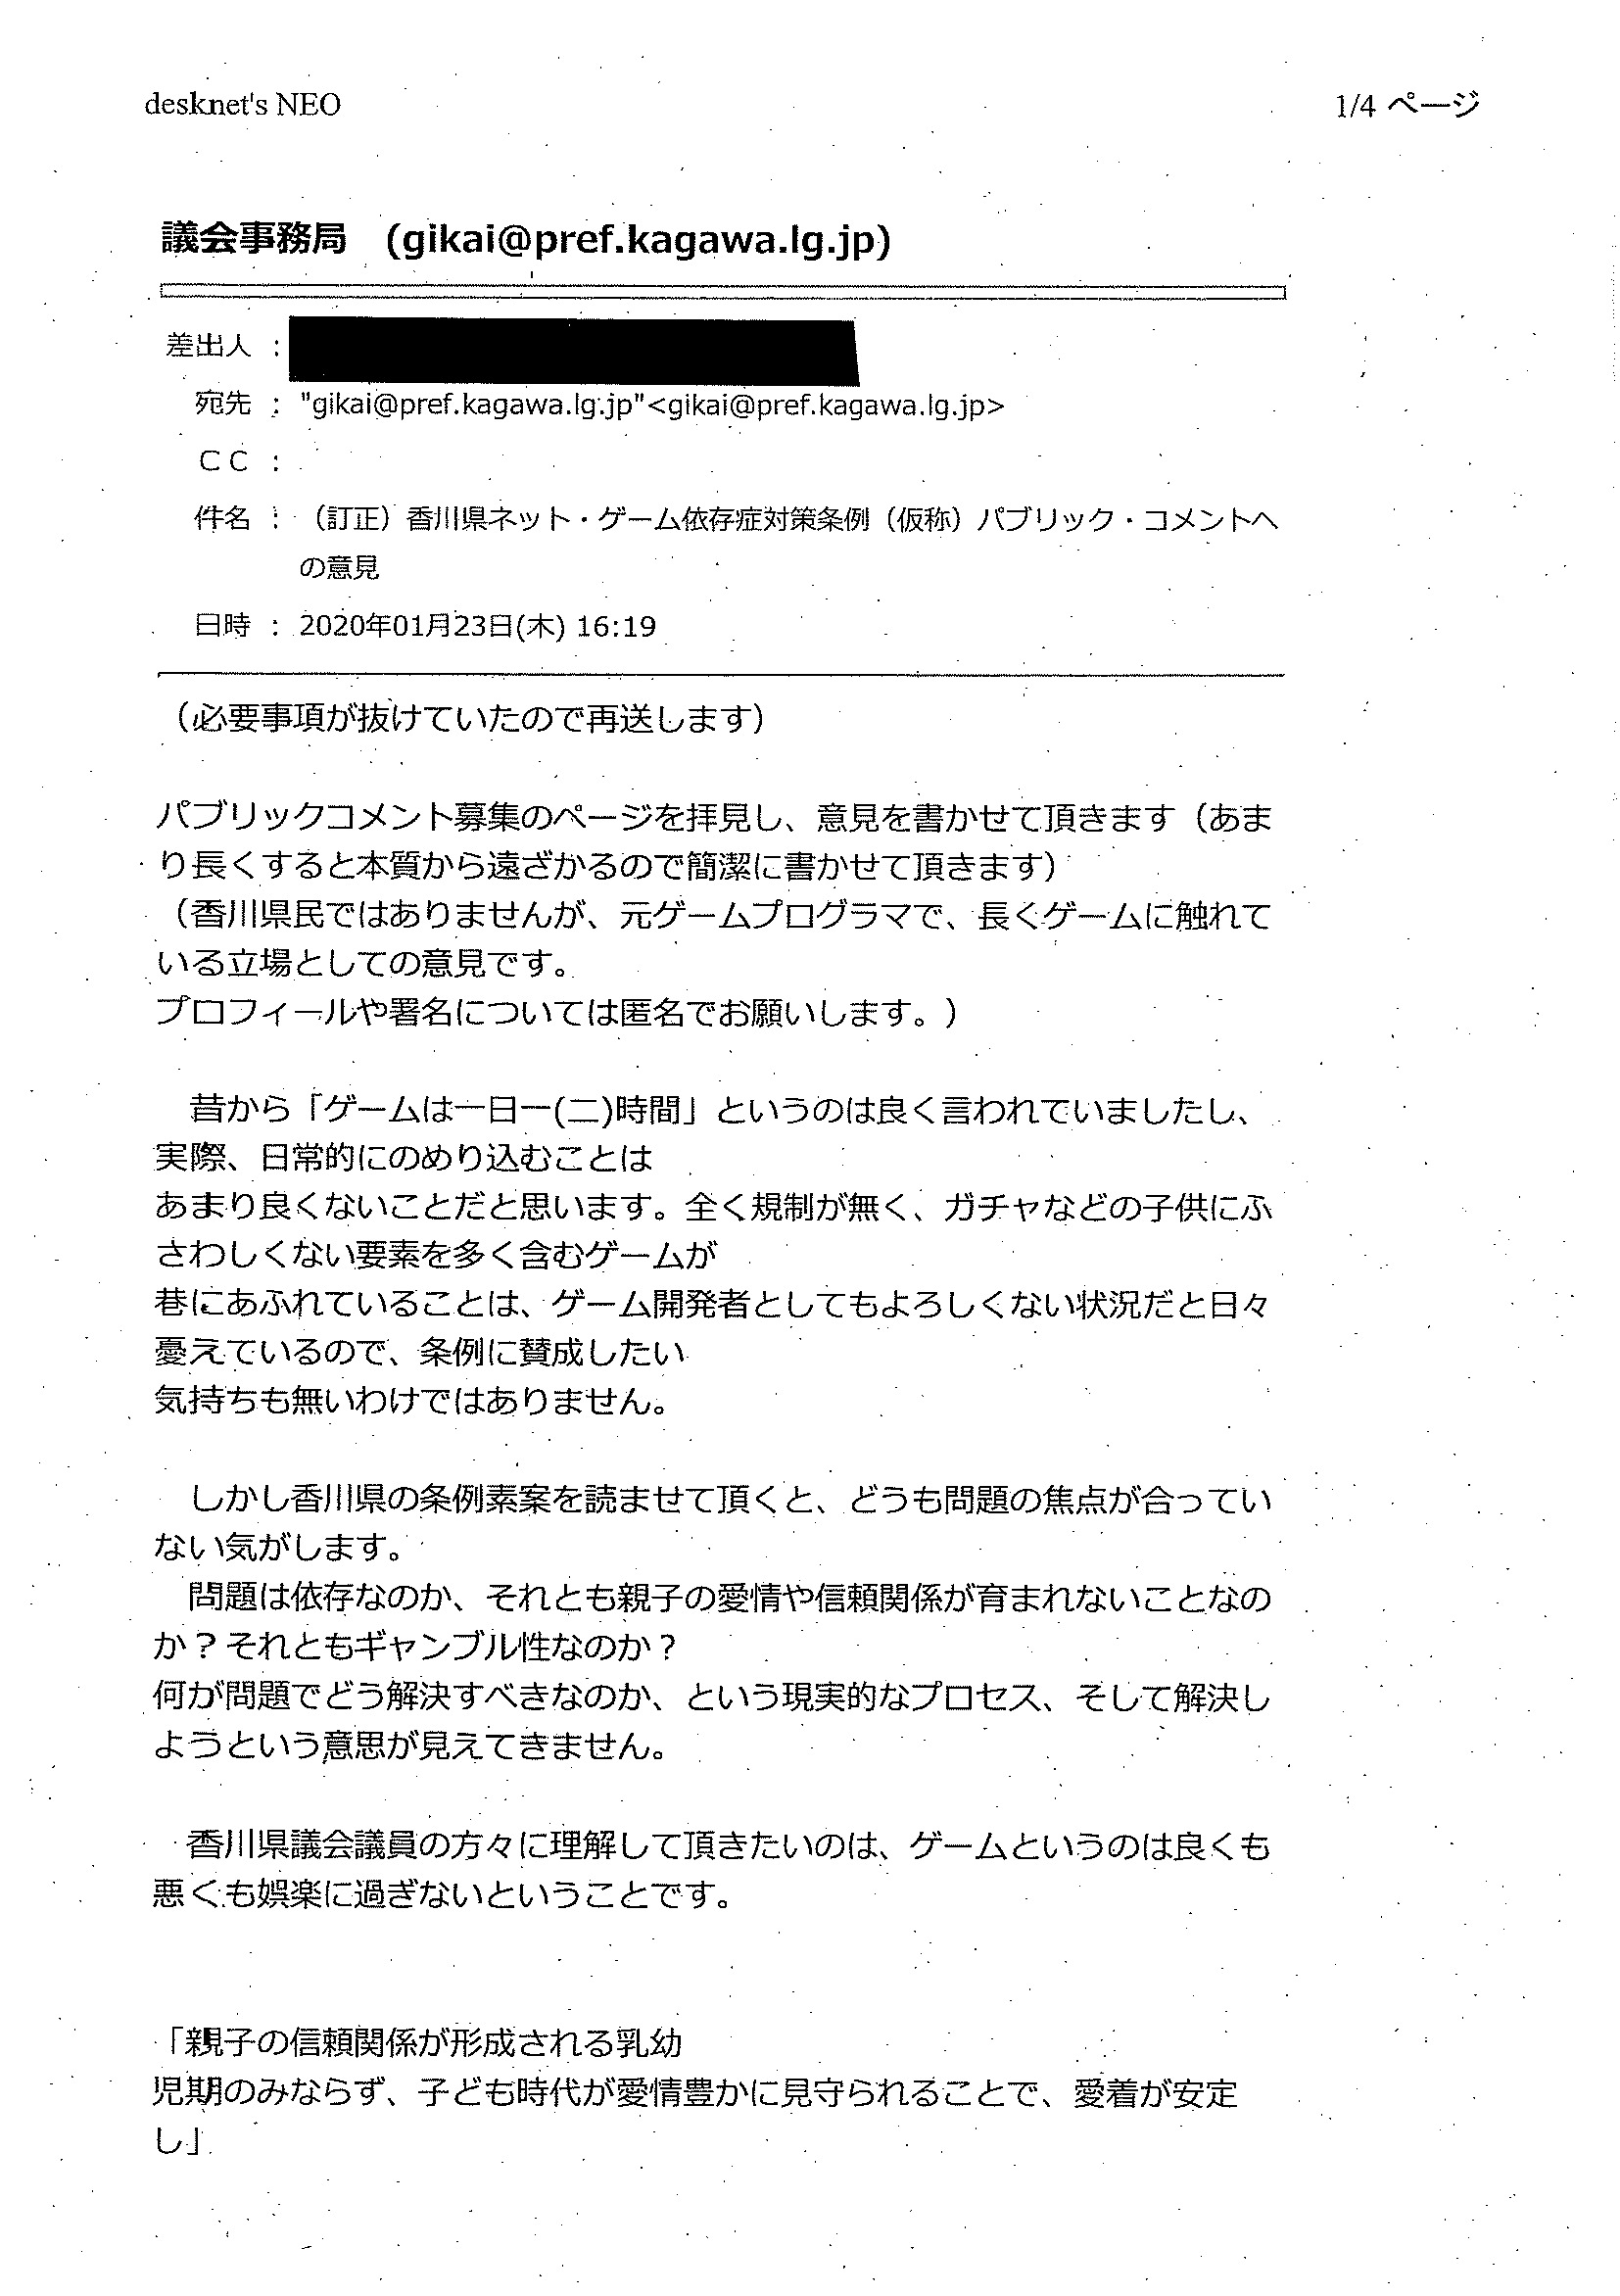 desknet's NEO
1/4 ページ
議会事務局 (gikai@pref.kagawa.lg.jp)
差出人 :
宛先 : "gikai@pref.kagawa.lg.jp"<gikai@pref.kagawa.lg.jp>
ＣＣ :
件名 : （訂正）香川県ネット・ゲーム依存症対策条例（仮称）パブリック・コメントへ
の意見
日時 : 2020年01月23日(木) 16:19
（必要事項が抜けていたので再送します）
パブリックコメント募集のページを拝見し、意見を書かせて頂きます（あま
り長くすると本質から遠ざかるので簡潔に書かせて頂きます）
（香川県民ではありませんが、元ゲームプログラマで、長くゲームに触れて
いる立場としての意見です。
プロフィールや署名については匿名でお願いします。）
昔から「ゲームは一日一(二)時間」というのは良く言われていましたし、
実際、日常的にのめり込むことは
あまり良くないことだと思います。全く規制が無く、ガチャなどの子供にふ
さわしくない要素を多く含むゲームが
巷にあふれていることは、ゲーム開発者としてもよろしくない状況だと日々
憂えているので、条例に賛成したい
気持ちも無いわけではありません。
しかし香川県の条例素案を読ませて頂くと、どうも問題の焦点が合ってい
ない気がします。
問題は依存なのか、それとも親子の愛情や信頼関係が育まれないことなの
か？それともギャンブル性なのか？
何が問題でどう解決すべきなのか、という現実的なプロセス、そして解決し
ようという意思が見えてきません。
香川県議会議員の方々に理解して頂きたいのは、ゲームというのは良くも
悪くも娯楽に過ぎないということです。
「親子の信頼関係が形成される乳幼
児期のみならず、子ども時代が愛情豊かに見守られることで、愛着が安定
し」